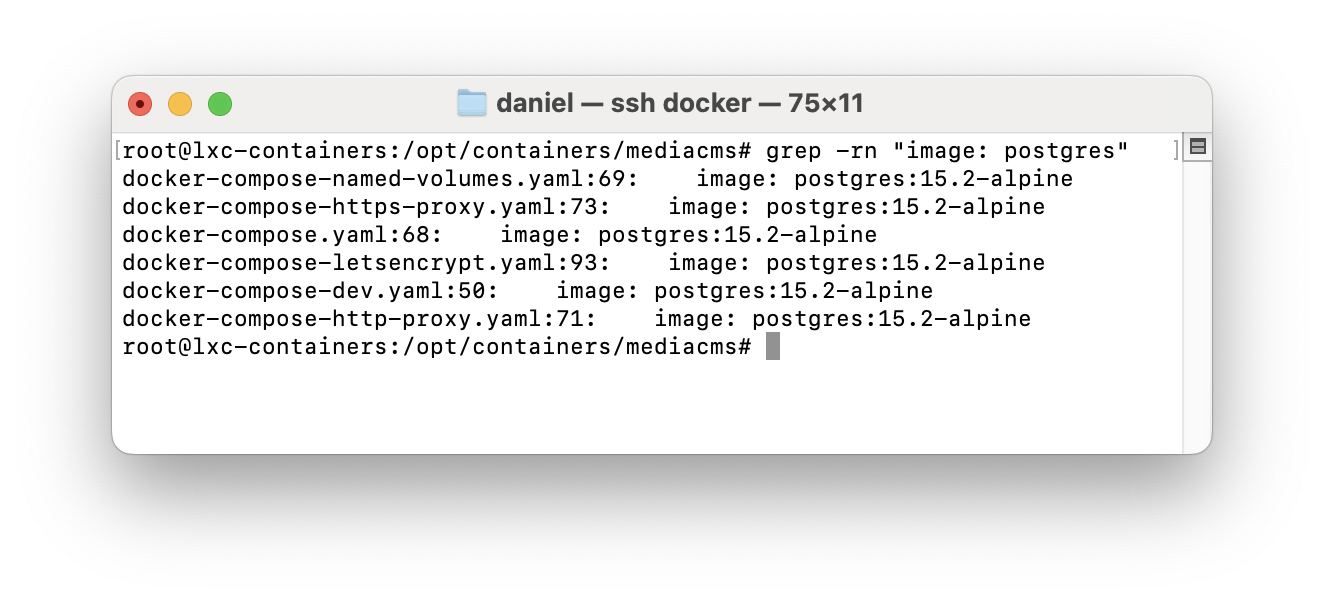 daniel — ssh docker — 75×11
[root@lxc-containers:/opt/containers/mediacms# grep -rn "image: postgres" ]
docker-compose-named-volumes.yaml:69:    image: postgres:15.2-alpine
docker-compose-https-proxy.yaml:73:    image: postgres:15.2-alpine
docker-compose.yaml:68:    image: postgres:15.2-alpine
docker-compose-letsencrypt.yaml:93:    image: postgres:15.2-alpine
docker-compose-dev.yaml:50:    image: postgres:15.2-alpine
docker-compose-http-proxy.yaml:71:    image: postgres:15.2-alpine
root@lxc-containers:/opt/containers/mediacms#